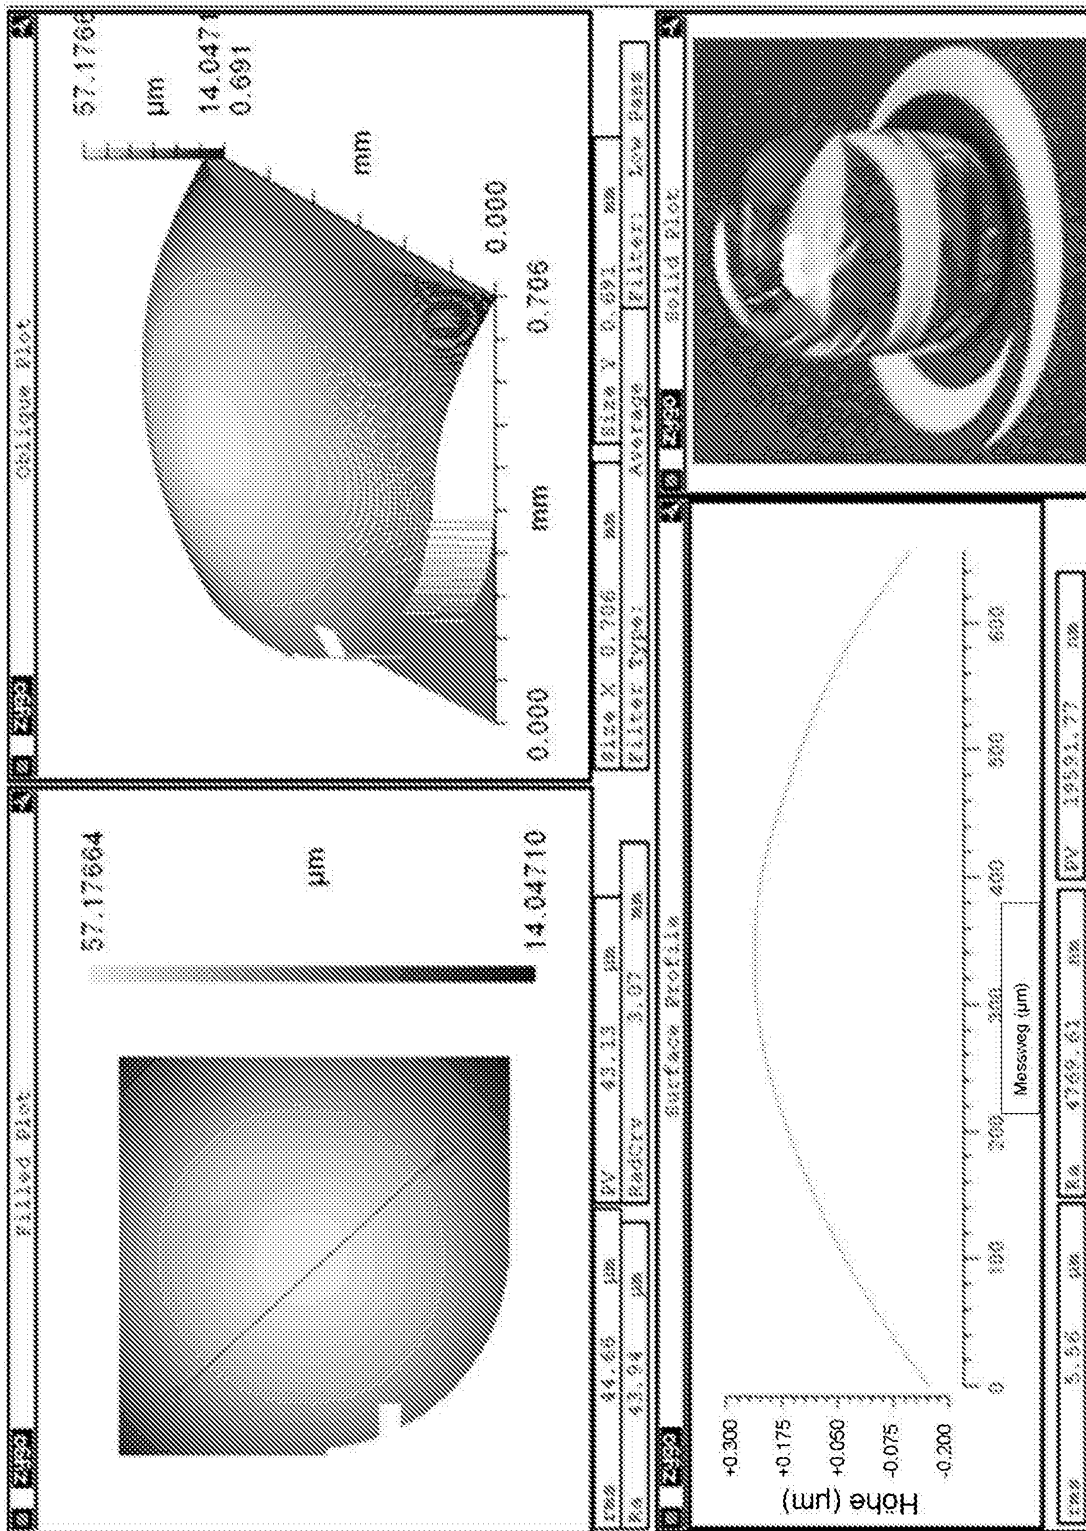 zygo
Filled Plot
57.17664
µm
14.04710
rms 44.66 µm
PV 43.13 µm
Ra 43.94 µm
RadCrv 3.07 mm
zygo
Oblique Plot
57.1766
µm
14.0471
0.691
mm
0.000
0.706
mm
0.000
Size X 0.706 mm
Size Y 0.691 mm
Filter Type: Average
Filter: Low Pass
zygo
Surface Profile
Höhe (µm)
+0.300
+0.175
+0.050
-0.075
-0.200
0 100 200 300 400 500 600
Messweg (µm)
rms 5.56 µm
Ra 4769.61 nm
PV 19591.77 nm
zygo
Solid Plot